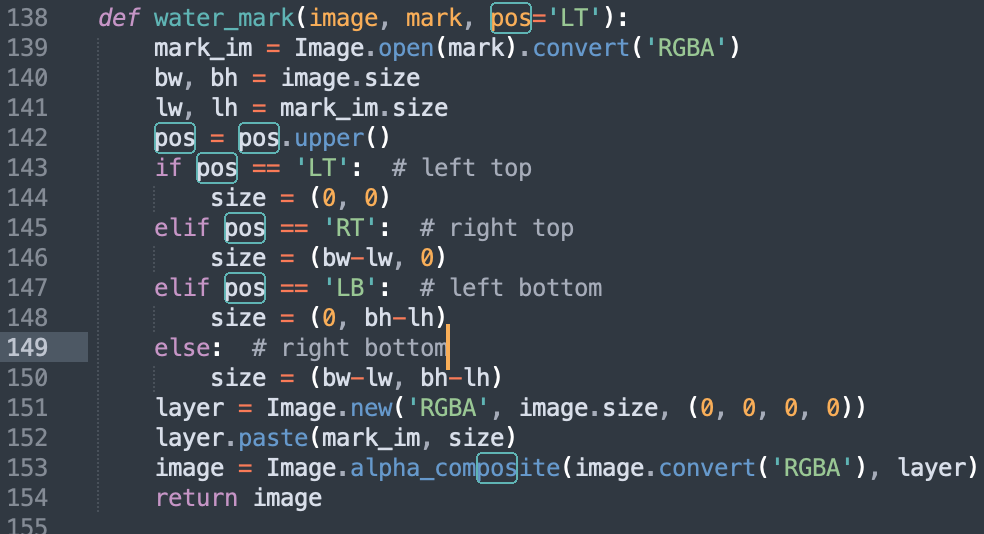 138 def water_mark(image, mark, pos='LT'):
139     mark_im = Image.open(mark).convert('RGBA')
140     bw, bh = image.size
141     lw, lh = mark_im.size
142     pos = pos.upper()
143     if pos == 'LT':  # left top
144         size = (0, 0)
145     elif pos == 'RT':  # right top
146         size = (bw-lw, 0)
147     elif pos == 'LB':  # left bottom
148         size = (0, bh-lh)
149     else:  # right bottom
150         size = (bw-lw, bh-lh)
151     layer = Image.new('RGBA', image.size, (0, 0, 0, 0))
152     layer.paste(mark_im, size)
153     image = Image.alpha_composite(image.convert('RGBA'), layer)
154     return image
155